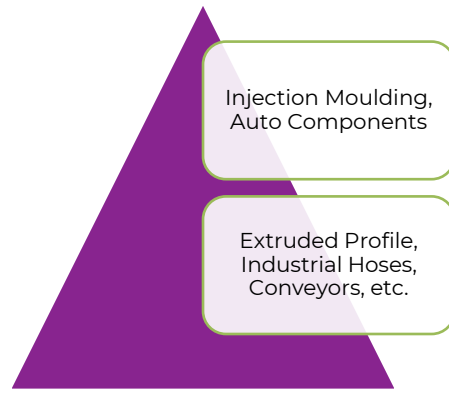 Injection Moulding,
Auto Components
Extruded Profile,
Industrial Hoses,
Conveyors, etc.